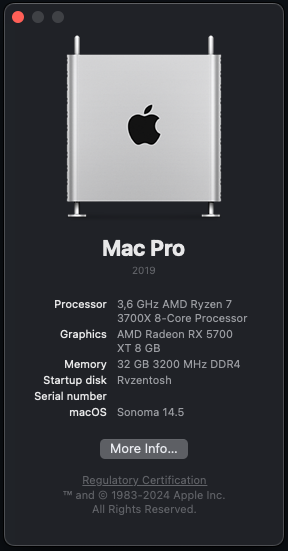 Mac Pro
2019
Processor 3,6 GHz AMD Ryzen 7
3700X 8-Core Processor
Graphics AMD Radeon RX 5700
XT 8 GB
Memory 32 GB 3200 MHz DDR4
Startup disk Rvzentosh
Serial number
macOS Sonoma 14.5
More Info...
Regulatory Certification
™ and © 1983-2024 Apple Inc.
All Rights Reserved.